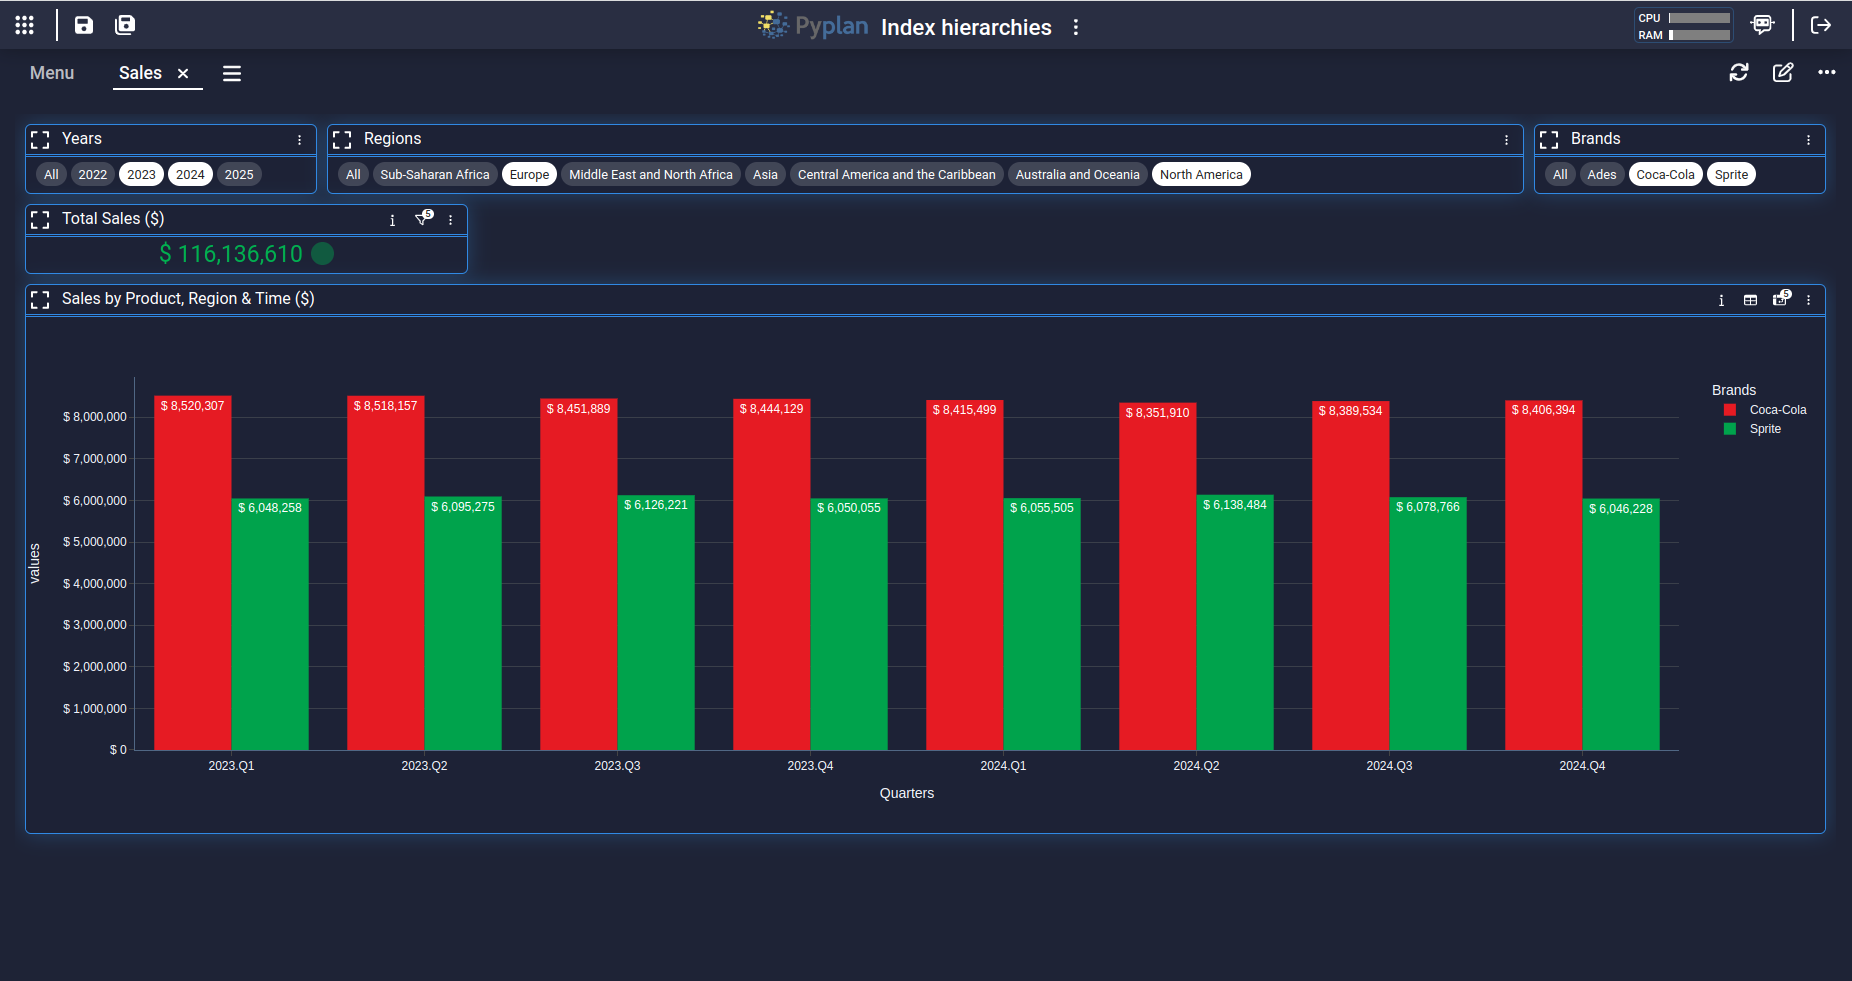 Pyplan Index hierarchies
CPU
RAM
Menu Sales
Years
All 2022 2023 2024 2025
Regions
All Sub-Saharan Africa Europe Middle East and North Africa Asia Central America and the Caribbean Australia and Oceania North America
Brands
All Ades Coca-Cola Sprite
Total Sales ($)
5
$ 116,136,610
Sales by Product, Region & Time ($)
5
values
$ 8,000,000
$ 7,000,000
$ 6,000,000
$ 5,000,000
$ 4,000,000
$ 3,000,000
$ 2,000,000
$ 1,000,000
$ 0
$ 8,520,307
$ 6,048,258
$ 8,518,157
$ 6,095,275
$ 8,451,889
$ 6,126,221
$ 8,444,129
$ 6,050,055
$ 8,415,499
$ 6,055,505
$ 8,351,910
$ 6,138,484
$ 8,389,534
$ 6,078,766
$ 8,406,394
$ 6,046,228
2023.Q1 2023.Q2 2023.Q3 2023.Q4 2024.Q1 2024.Q2 2024.Q3 2024.Q4
Quarters
Brands
Coca-Cola
Sprite